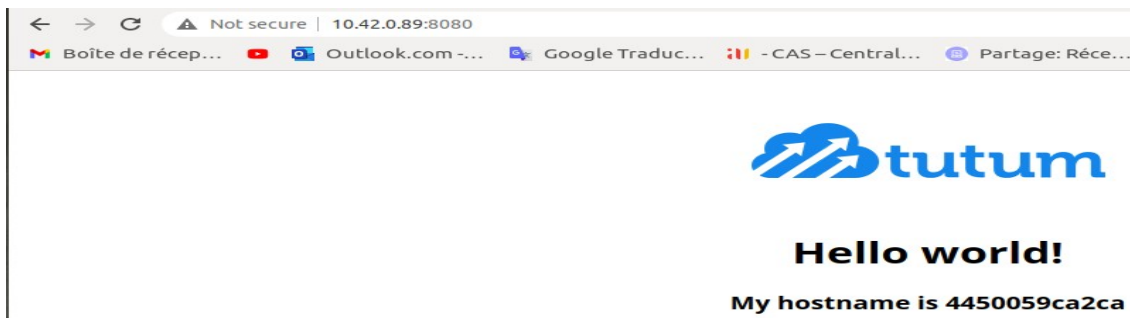 Not secure | 10.42.0.89:8080
Boîte de récep... Outlook.com -... Google Traduc... - CAS – Central... Partage: Réce...
tutum
Hello world!
My hostname is 4450059ca2ca